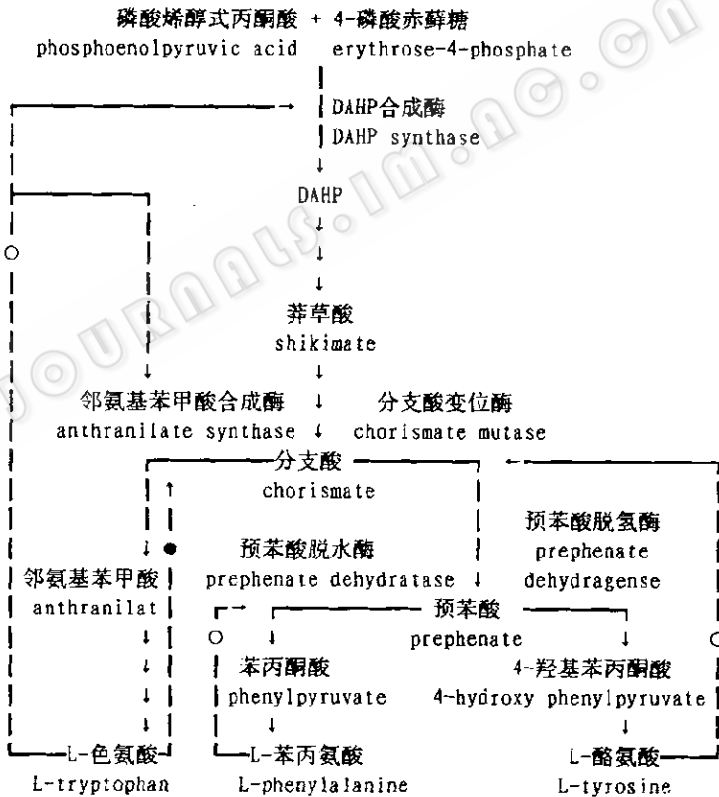 磷酸烯醇式丙酮酸 + 4-磷酸赤藓糖
phosphoenolpyruvic acid erythrose-4-phosphate
DAHP合成酶
DAHP synthase
DAHP
莽草酸
shikimate
邻氨基苯甲酸合成酶 分支酸变位酶
anthranilate synthase chorismate mutase
分支酸
chorismate
预苯酸脱氢酶
预苯酸脱水酶 prephenate
邻氨基苯甲酸 prephenate dehydratase dehydragense
anthranilat 预苯酸
prephenate
苯丙酮酸 4-羟基苯丙酮酸
phenylpyruvate 4-hydroxy phenylpyruvate
L-色氨酸 L-苯丙氨酸 L-酪氨酸
L-tryptophan L-phenylalanine L-tyrosine
JOURNALS.IM.AC.CN